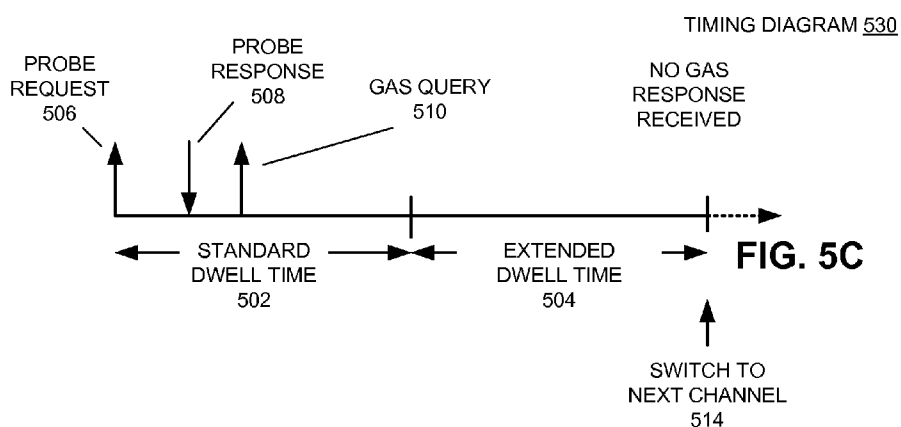 TIMING DIAGRAM 530
PROBE
REQUEST
506
PROBE
RESPONSE
508
GAS QUERY
510
NO GAS
RESPONSE
RECEIVED
STANDARD
DWELL TIME
502
EXTENDED
DWELL TIME
504
FIG. 5C
SWITCH TO
NEXT CHANNEL
514